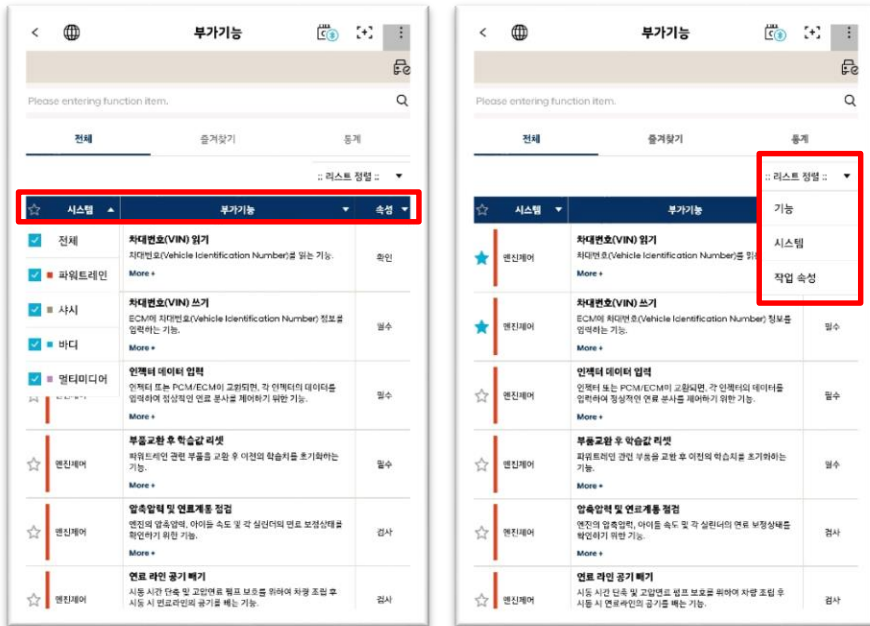 부가기능
Please entering function item.
전체 즐겨찾기 통계
:: 리스트 정렬 ::
시스템 부가기능 속성
전체
파워트레인
샤시
바디
멀티미디어
차대번호(VIN) 읽기
차대번호(Vehicle Identification Number)를 읽는 기능.
More +
확인
차대번호(VIN) 쓰기
ECM에 차대번호(Vehicle Identification Number) 정보를
입력하는 기능.
More +
필수
인젝터 데이터 입력
인젝터 또는 PCM/ECM이 교환되면, 각 인젝터의 데이터를
입력하여 정상적인 연료 분사를 제어하기 위한 기능.
More +
필수
엔진제어
부품교환 후 학습값 리셋
파워트레인 관련 부품을 교환 후 이전의 학습치를 초기화하는
기능.
More +
필수
엔진제어
압축압력 및 연료계통 점검
엔진의 압축압력, 아이들 속도 및 각 실린더의 연료 보정상태를
확인하기 위한 기능.
More +
검사
엔진제어
연료 라인 공기 빼기
시동 시간 단축 및 고압연료 펌프 보호를 위하여 차량 조립 후
시동 시 연료라인의 공기를 빼는 기능.
검사
부가기능
Please entering function item.
전체 즐겨찾기 통계
:: 리스트 정렬 ::
기능
시스템
작업 속성
시스템 부가기능
엔진제어
차대번호(VIN) 읽기
차대번호(Vehicle Identification Number)를
More +
엔진제어
차대번호(VIN) 쓰기
ECM에 차대번호(Vehicle Identification Number) 정보를
입력하는 기능.
More +
필수
엔진제어
인젝터 데이터 입력
인젝터 또는 PCM/ECM이 교환되면, 각 인젝터의 데이터를
입력하여 정상적인 연료 분사를 제어하기 위한 기능.
More +
필수
엔진제어
부품교환 후 학습값 리셋
파워트레인 관련 부품을 교환 후 이전의 학습치를 초기화하는
기능.
More +
필수
엔진제어
압축압력 및 연료계통 점검
엔진의 압축압력, 아이들 속도 및 각 실린더의 연료 보정상태를
확인하기 위한 기능.
More +
검사
엔진제어
연료 라인 공기 빼기
시동 시간 단축 및 고압연료 펌프 보호를 위하여 차량 조립 후
시동 시 연료라인의 공기를 빼는 기능.
검사